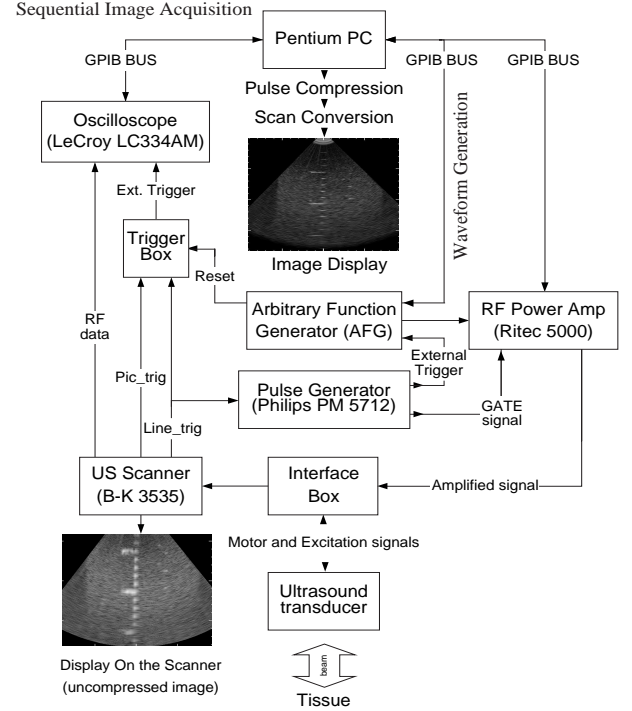 Sequential Image Acquisition
Pentium PC
GPIB BUS
GPIB BUS
GPIB BUS
Pulse Compression
Scan Conversion
Oscilloscope
(LeCroy LC334AM)
Waveform Generation
Ext. Trigger
Trigger
Box
Image Display
Reset
Arbitrary Function
Generator (AFG)
RF Power Amp
(Ritec 5000)
RF
data
External
Trigger
Pic_trig
Pulse Generator
(Philips PM 5712)
GATE
signal
Line_trig
US Scanner
(B-K 3535)
Interface
Box
Amplified signal
Motor and Excitation signals
Ultrasound
transducer
Display On the Scanner
(uncompressed image)
beam
Tissue